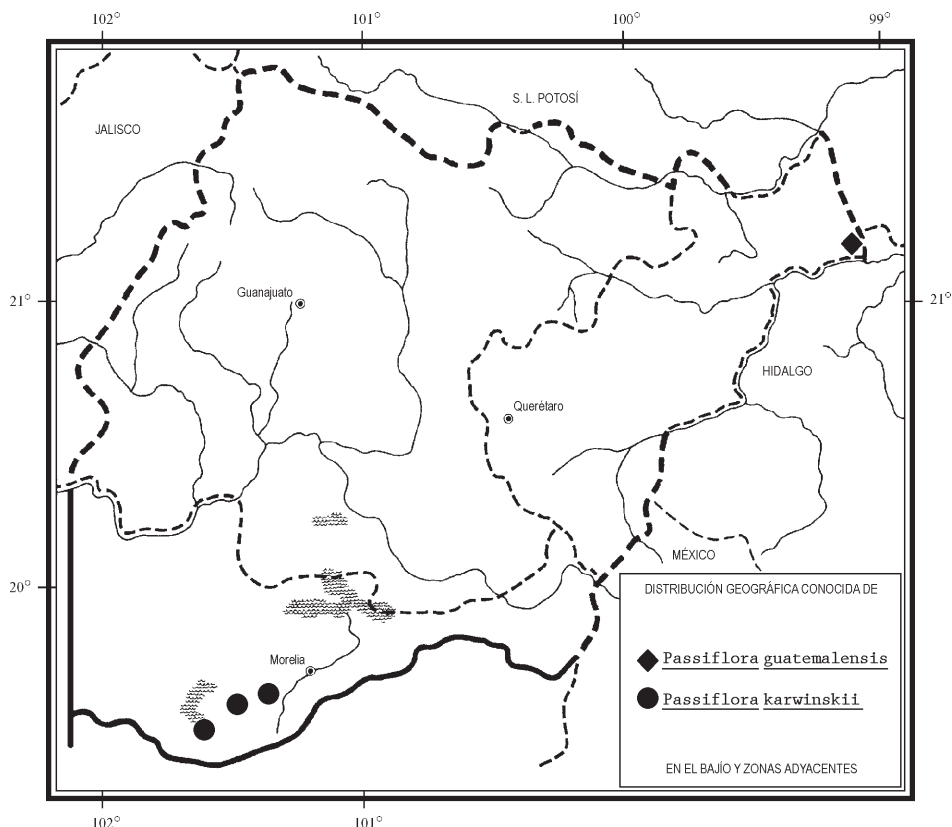 102° 101° 100° 99°
S. L. POTOSÍ
JALISCO
Guanajuato
21° 21°
HIDALGO
Querétaro
MÉXICO
20°
DISTRIBUCIÓN GEOGRÁFICA CONOCIDA DE
Morelia
Passiflora guatemalensis
Passiflora karwinskii
EN EL BAJÍO Y ZONAS ADYACENTES
102° 101°